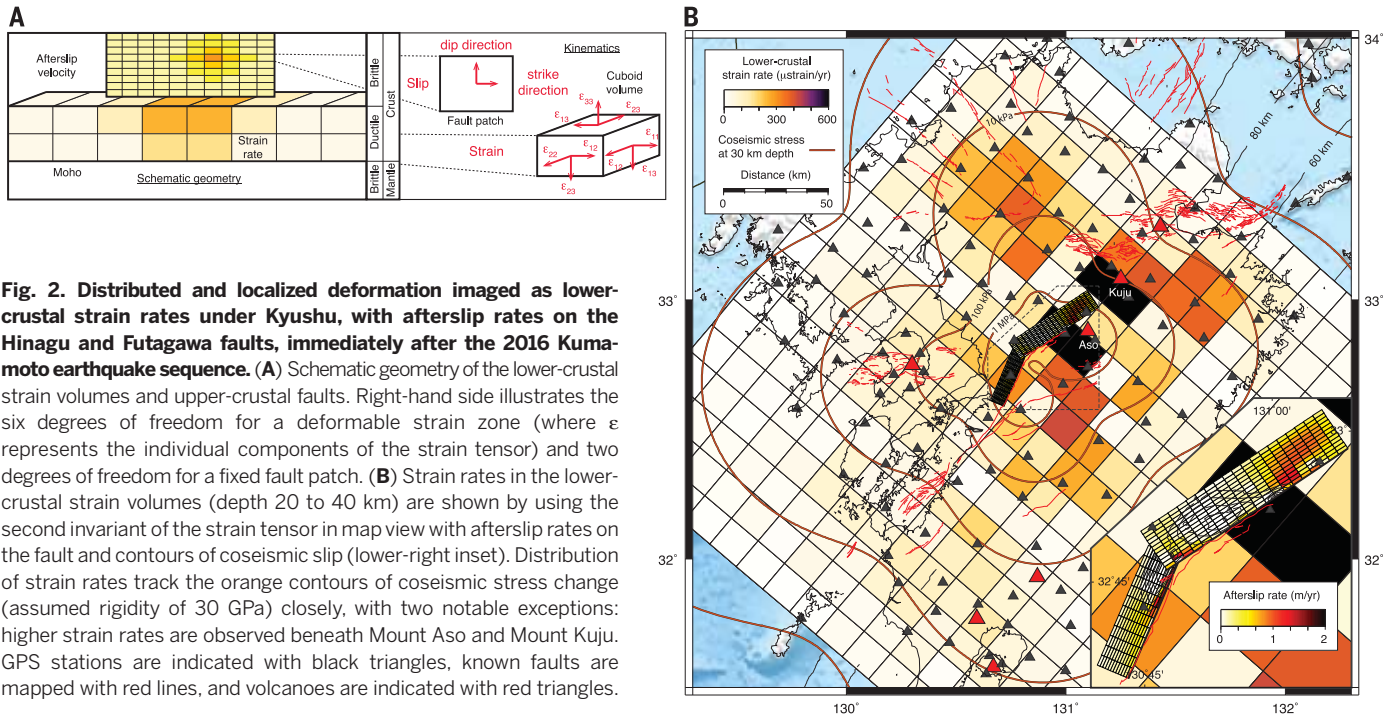 A
Afterslip
velocity
Brittle
Crust
Ductile
Strain
rate
Moho
Schematic geometry
Brittle
Mantle
dip direction
Kinematics
Slip
strike
direction
Cuboid
volume
Fault patch
Strain
ε33
ε23
ε13
ε11
ε22
ε12
ε12
ε13
ε23
Fig. 2. Distributed and localized deformation imaged as lower-
crustal strain rates under Kyushu, with afterslip rates on the
Hinagu and Futagawa faults, immediately after the 2016 Kuma-
moto earthquake sequence. (A) Schematic geometry of the lower-crustal
strain volumes and upper-crustal faults. Right-hand side illustrates the
six degrees of freedom for a deformable strain zone (where ε
represents the individual components of the strain tensor) and two
degrees of freedom for a fixed fault patch. (B) Strain rates in the lower-
crustal strain volumes (depth 20 to 40 km) are shown by using the
second invariant of the strain tensor in map view with afterslip rates on
the fault and contours of coseismic slip (lower-right inset). Distribution
of strain rates track the orange contours of coseismic stress change
(assumed rigidity of 30 GPa) closely, with two notable exceptions:
higher strain rates are observed beneath Mount Aso and Mount Kuju.
GPS stations are indicated with black triangles, known faults are
mapped with red lines, and volcanoes are indicated with red triangles.
B
34˚
Lower-crustal
strain rate (µstrain/yr)
0 300 600
Coseismic stress
at 30 km depth
Distance (km)
0 50
10 kPa
80 km
60 km
33˚
Kuju
1 MPa
Aso
32˚
131˚00'
33˚
32˚45'
130˚45'
Afterslip rate (m/yr)
0 1 2
130˚ 131˚ 132˚